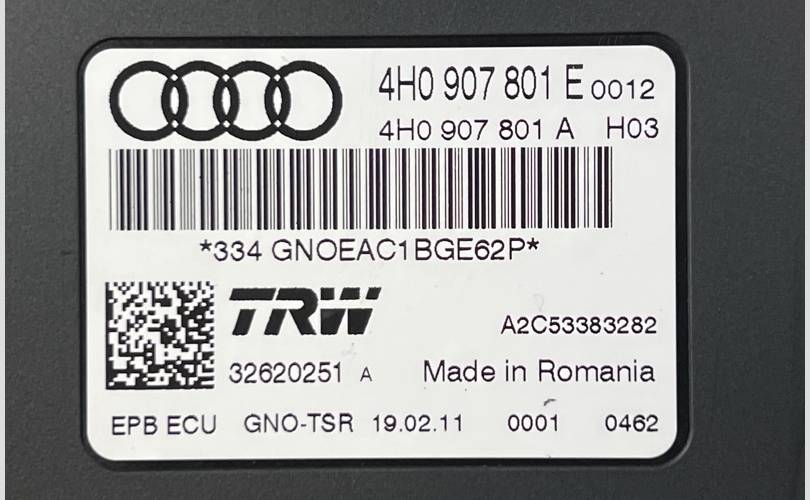 4H0 907 801 E 0012
4H0 907 801 A H03
*334 GNOEAC1BGE62P*
TRW
A2C53383282
32620251 A Made in Romania
EPB ECU GNO-TSR 19.02.11 0001 0462